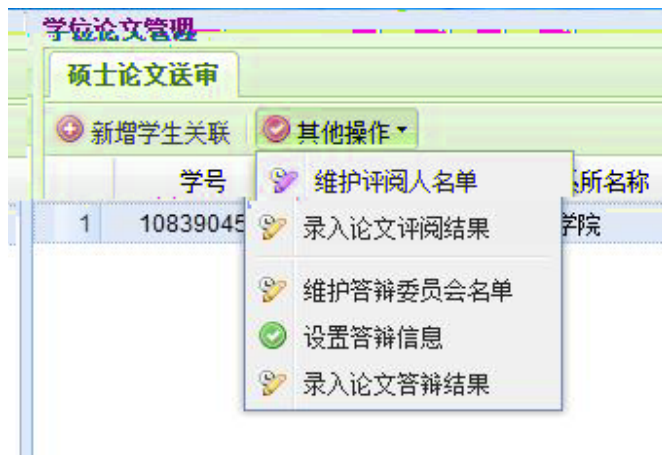 学位论文管理
硕士论文送审
新增学生关联 其他操作
学号 所名称
1 10839045 学院
维护评阅人名单
录入论文评阅结果
维护答辩委员会名单
设置答辩信息
录入论文答辩结果